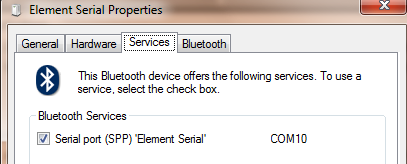 Element Serial Properties
General Hardware Services Bluetooth
This Bluetooth device offers the following services. To use a
service, select the check box.
Bluetooth Services
Serial port (SPP) 'Element Serial' COM10